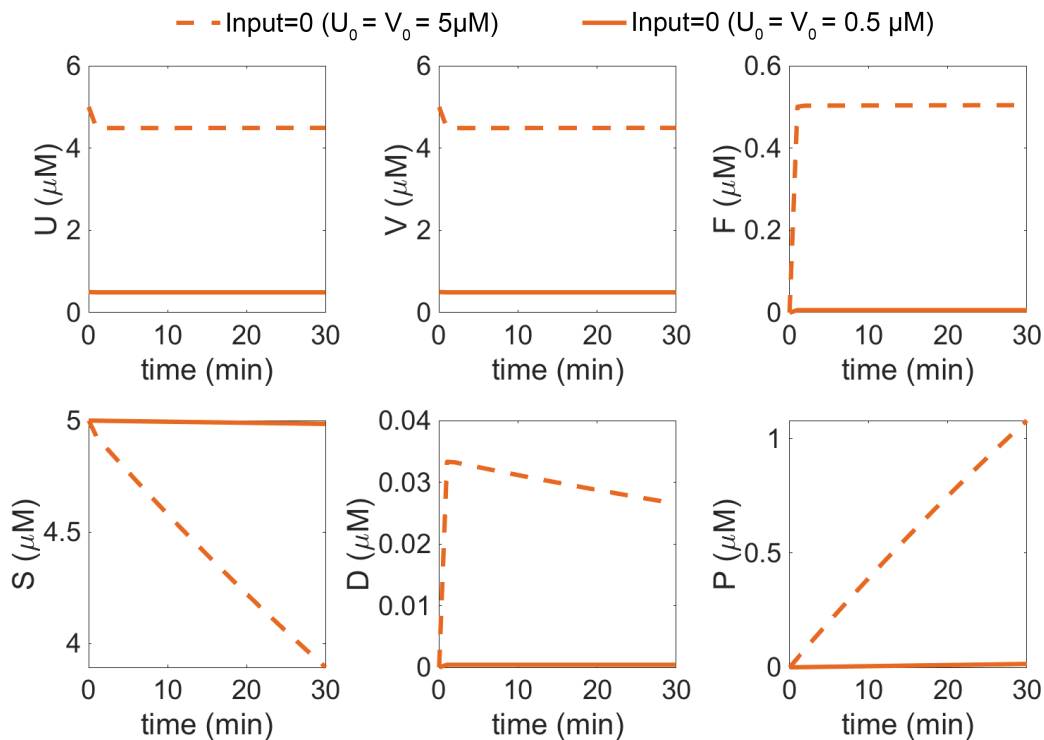 Input=0 (U₀ = V₀ = 5μM)
Input=0 (U₀ = V₀ = 0.5 μM)
U (μM)
6
4
2
0
0 10 20 30
time (min)
V (μM)
6
4
2
0
0 10 20 30
time (min)
F (μM)
0.6
0.4
0.2
0
0 10 20 30
time (min)
S (μM)
5
4.5
4
0 10 20 30
time (min)
D (μM)
0.04
0.03
0.02
0.01
0
0 10 20 30
time (min)
P (μM)
1
0.5
0
0 10 20 30
time (min)